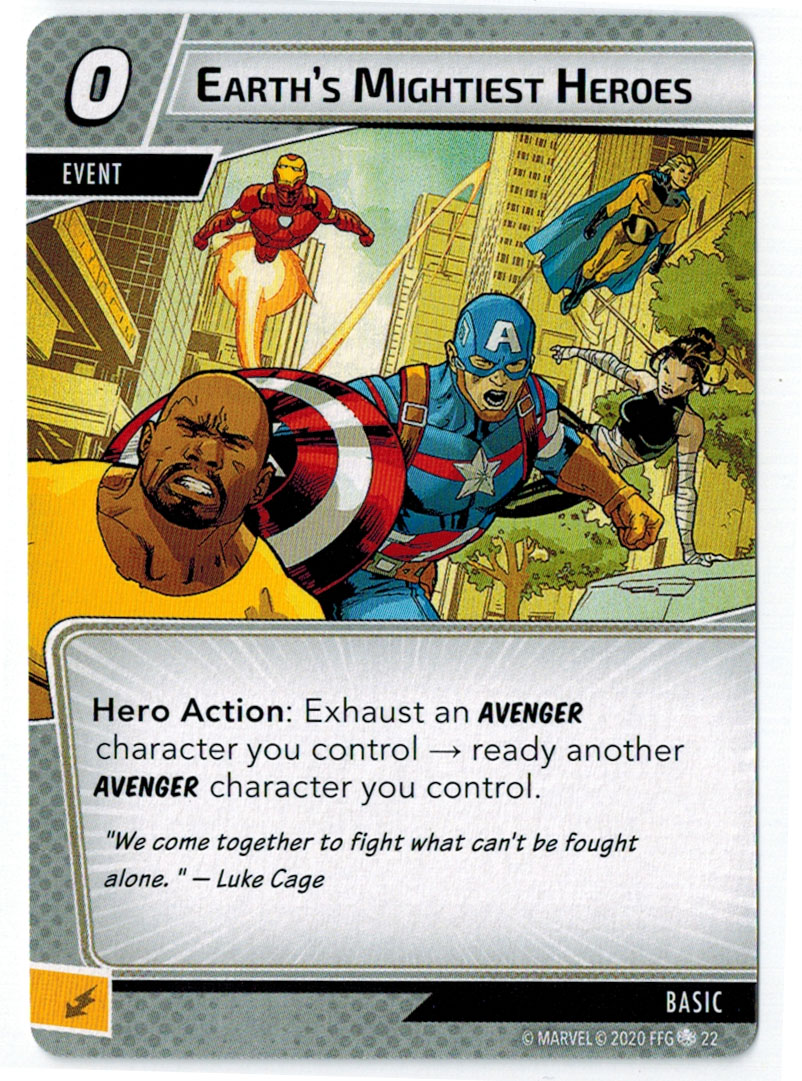 0
EARTH'S MIGHTIEST HEROES
EVENT
A
Hero Action: Exhaust an AVENGER
character you control → ready another
AVENGER character you control.
"We come together to fight what can't be fought
alone. " — Luke Cage
BASIC
© MARVEL © 2020 FFG 22